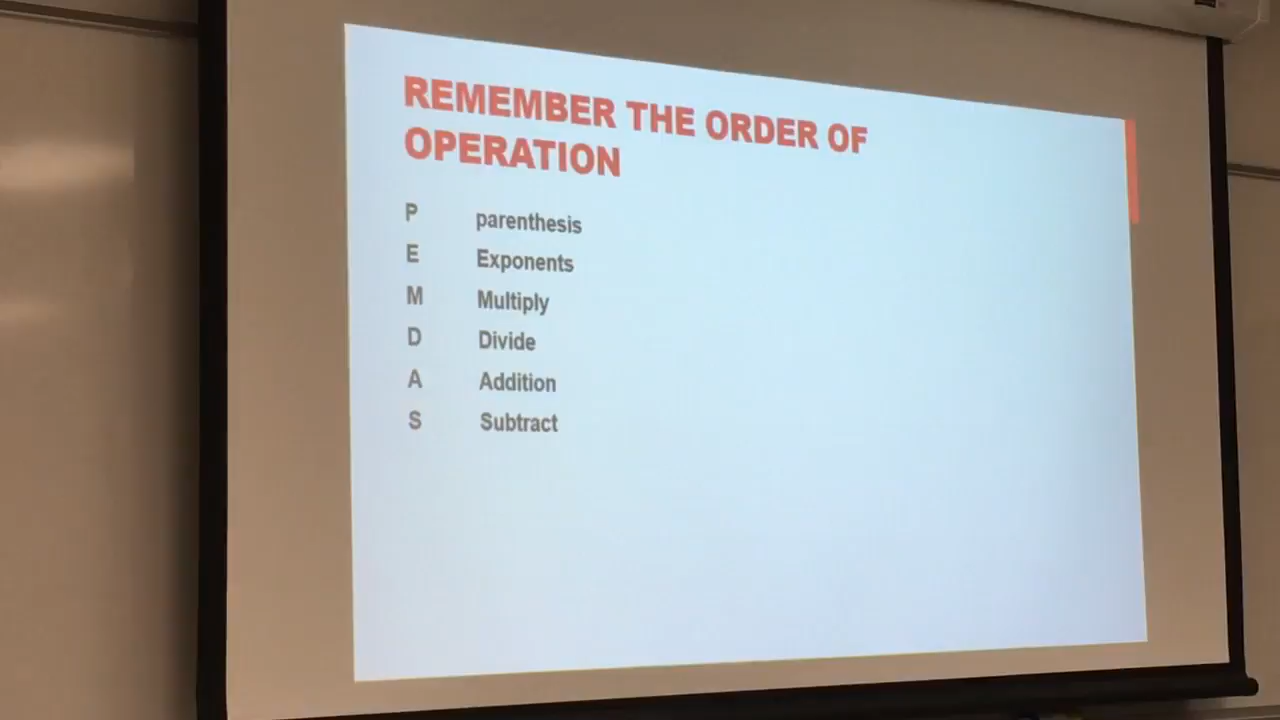 REMEMBER THE ORDER OF
OPERATION
P parenthesis
E Exponents
M Multiply
D Divide
A Addition
S Subtract